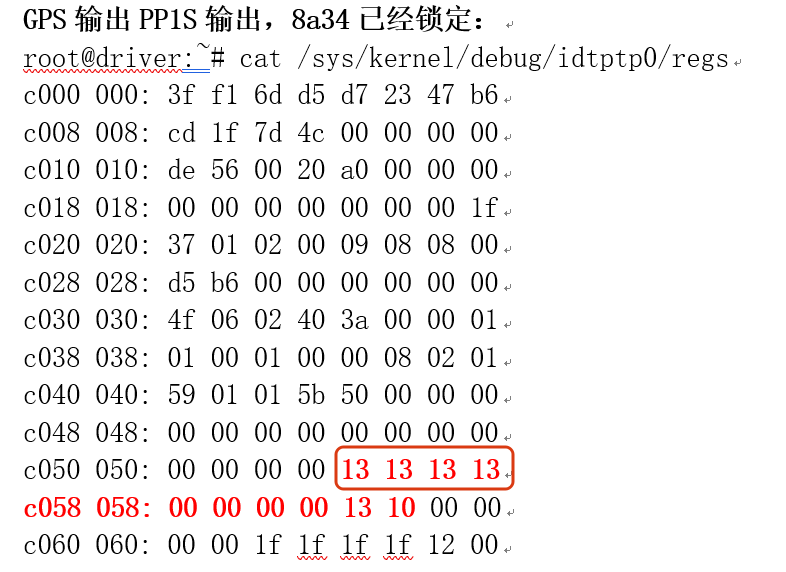 GPS 输出 PP1S 输出，8a34 已经锁定：
root@driver:~# cat /sys/kernel/debug/idtptp0/regs
c000 000: 3f f1 6d d5 d7 23 47 b6
c008 008: cd 1f 7d 4c 00 00 00 00
c010 010: de 56 00 20 a0 00 00 00
c018 018: 00 00 00 00 00 00 00 1f
c020 020: 37 01 02 00 09 08 08 00
c028 028: d5 b6 00 00 00 00 00 00
c030 030: 4f 06 02 40 3a 00 00 01
c038 038: 01 00 01 00 00 08 02 01
c040 040: 59 01 01 5b 50 00 00 00
c048 048: 00 00 00 00 00 00 00 00
c050 050: 00 00 00 00 13 13 13 13
c058 058: 00 00 00 00 13 10 00 00
c060 060: 00 00 1f 1f 1f 1f 12 00